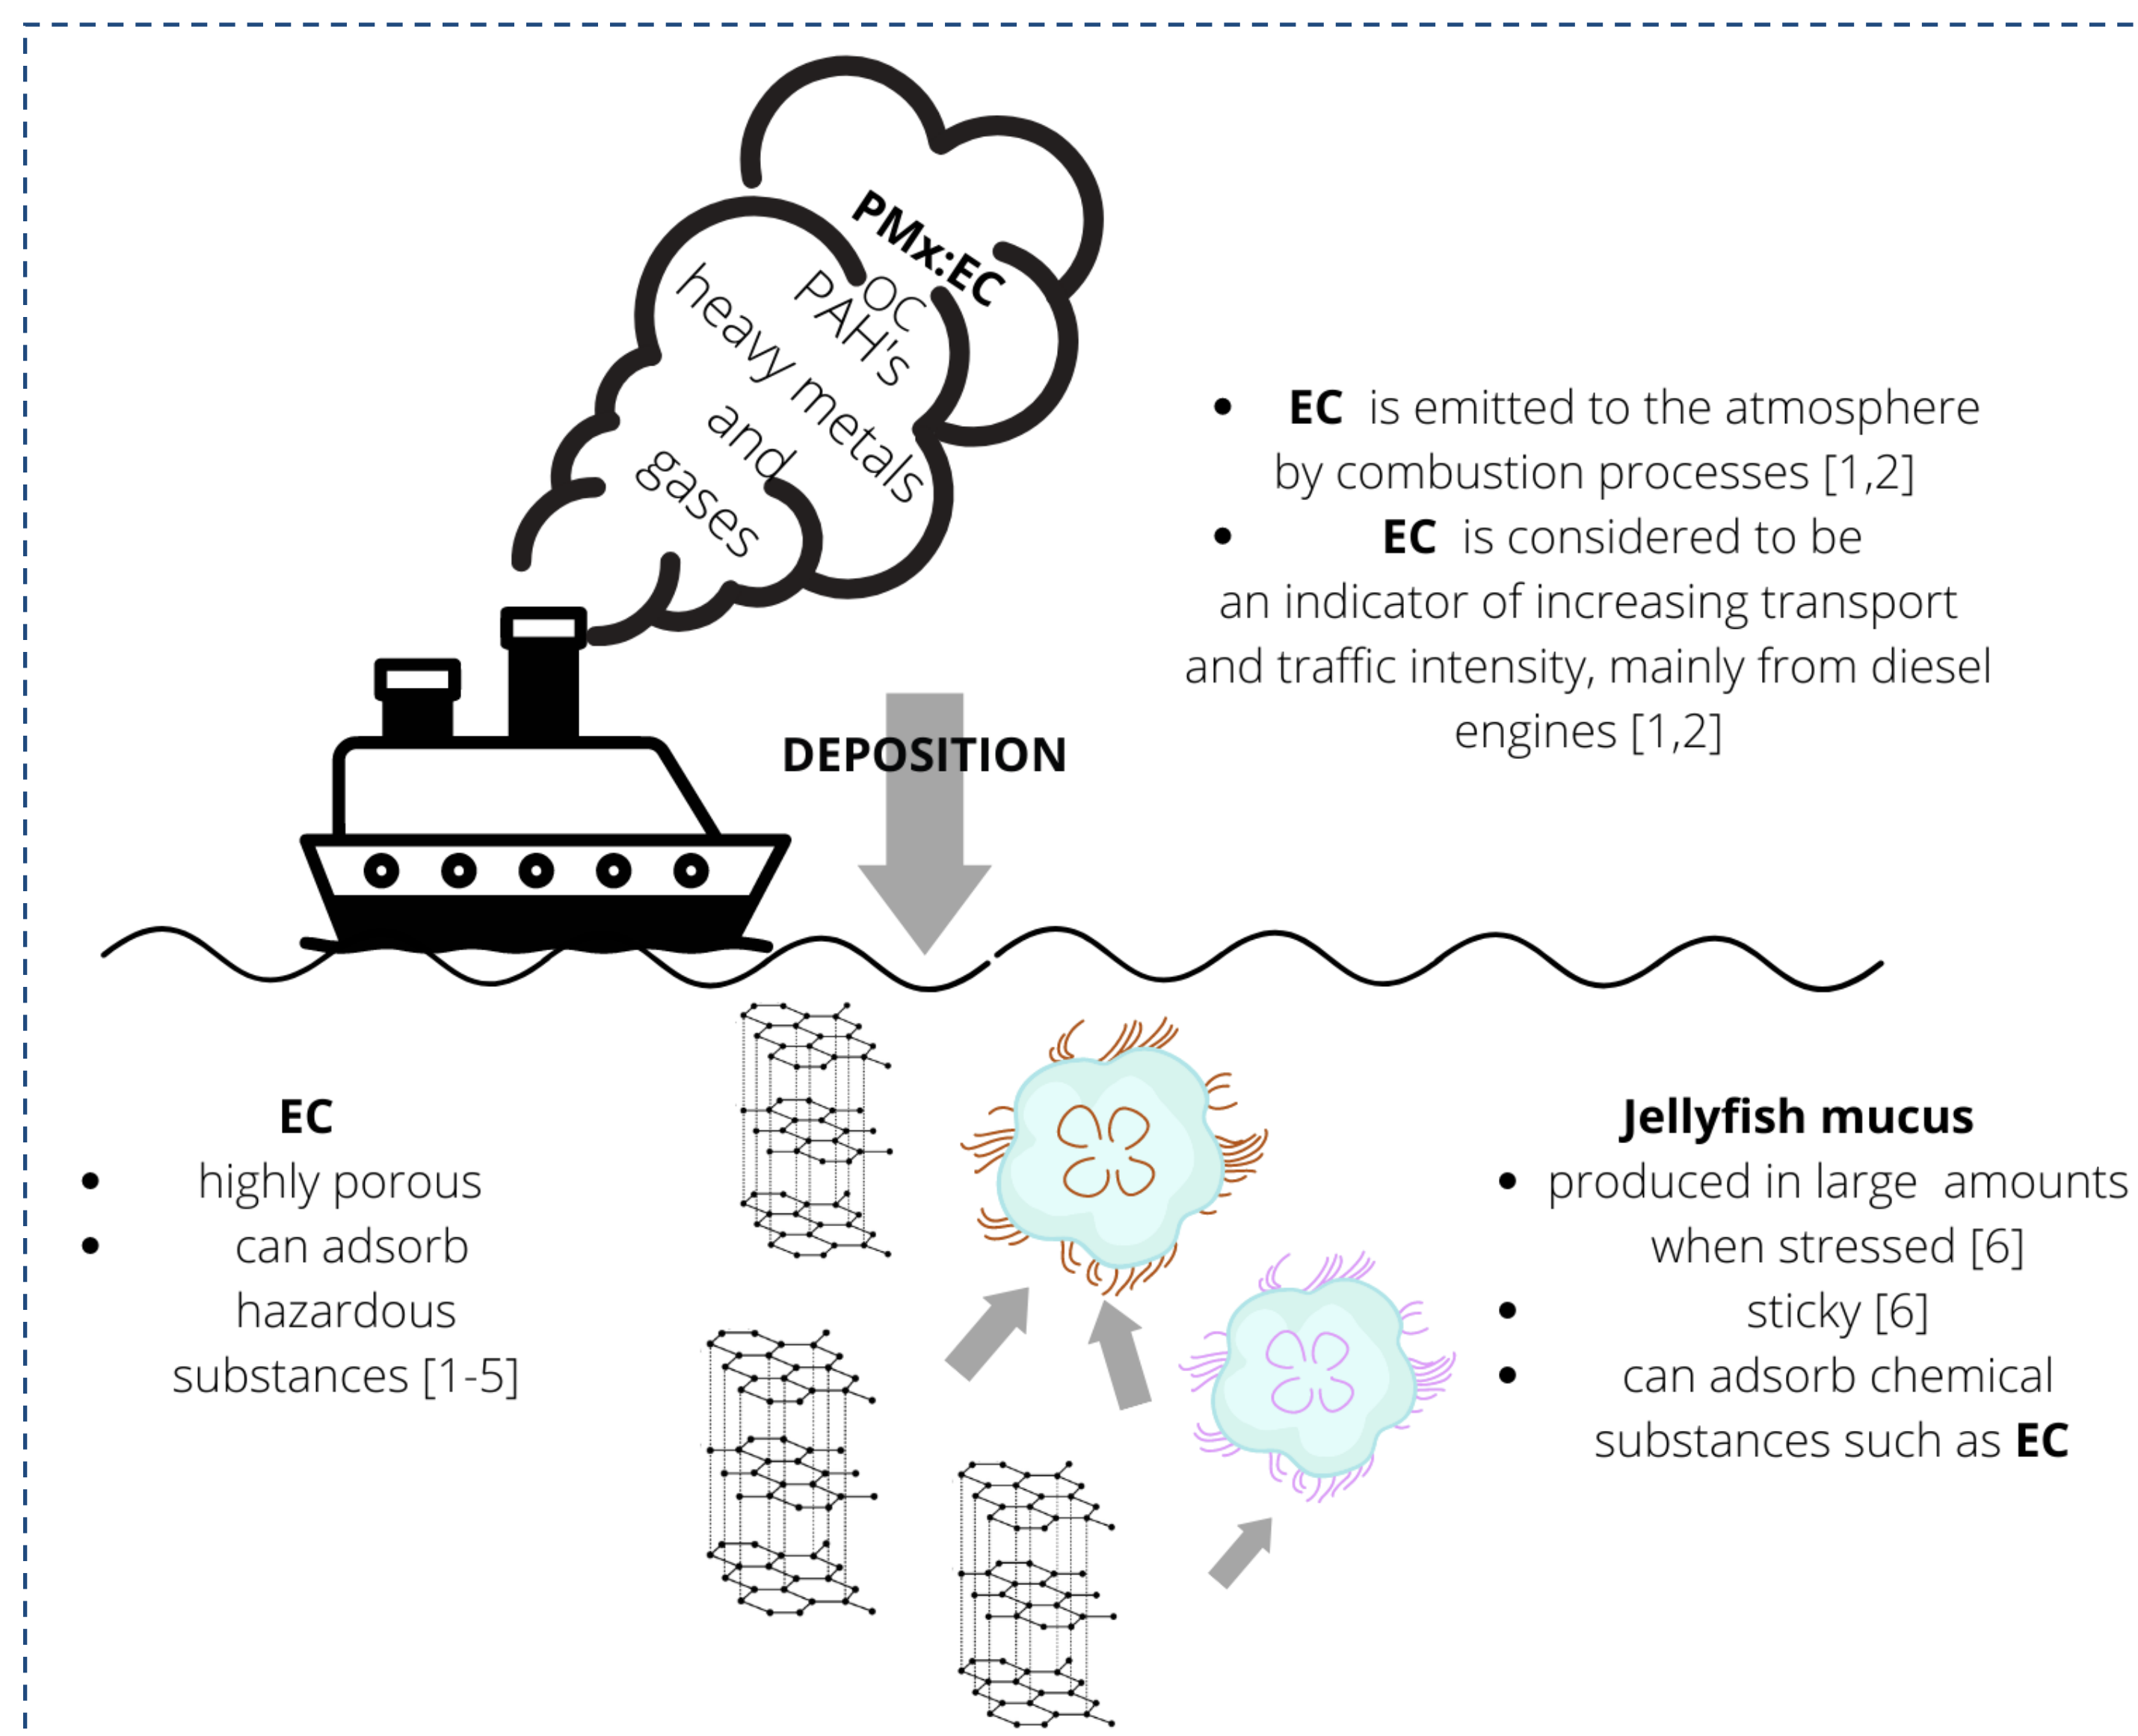 PMx:EC
OC
PAH's
heavy metals
and
gases
• EC is emitted to the atmosphere
by combustion processes [1,2]
• EC is considered to be
an indicator of increasing transport
and traffic intensity, mainly from diesel
engines [1,2]
DEPOSITION
EC
• highly porous
• can adsorb
hazardous
substances [1-5]
Jellyfish mucus
• produced in large amounts
when stressed [6]
• sticky [6]
• can adsorb chemical
substances such as EC